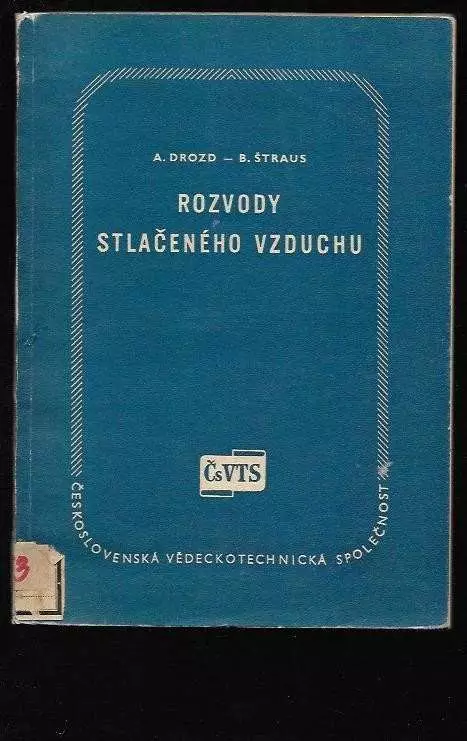 A. DROZD – B. ŠTRAUS
ROZVODY
STLAČENÉHO VZDUCHU
ČsVTS
ČESKOSLOVENSKÁ VĚDECKOTECHNICKÁ SPOLEČNOST
3